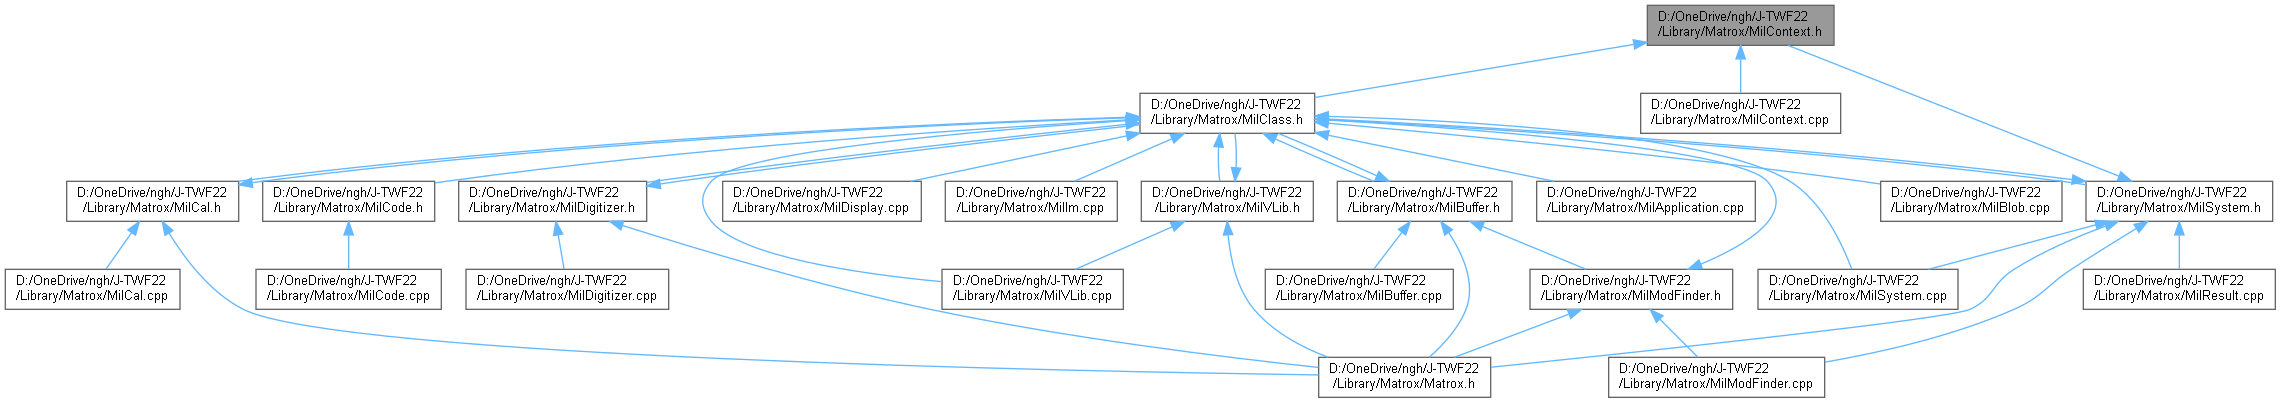 D:/OneDrive/ngh/J-TWF22
/Library/Matrox/MilContext.h
D:/OneDrive/ngh/J-TWF22
/Library/Matrox/MilClass.h
D:/OneDrive/ngh/J-TWF22
/Library/Matrox/MilContext.cpp
D:/OneDrive/ngh/J-TWF22
/Library/Matrox/MilCal.h
D:/OneDrive/ngh/J-TWF22
/Library/Matrox/MilCode.h
D:/OneDrive/ngh/J-TWF22
/Library/Matrox/MilDigitizer.h
D:/OneDrive/ngh/J-TWF22
/Library/Matrox/MilDisplay.cpp
D:/OneDrive/ngh/J-TWF22
/Library/Matrox/MilIm.cpp
D:/OneDrive/ngh/J-TWF22
/Library/Matrox/MilVLib.h
D:/OneDrive/ngh/J-TWF22
/Library/Matrox/MilBuffer.h
D:/OneDrive/ngh/J-TWF22
/Library/Matrox/MilApplication.cpp
D:/OneDrive/ngh/J-TWF22
/Library/Matrox/MilBlob.cpp
D:/OneDrive/ngh/J-TWF22
/Library/Matrox/MilSystem.h
D:/OneDrive/ngh/J-TWF22
/Library/Matrox/MilCal.cpp
D:/OneDrive/ngh/J-TWF22
/Library/Matrox/MilCode.cpp
D:/OneDrive/ngh/J-TWF22
/Library/Matrox/MilDigitizer.cpp
D:/OneDrive/ngh/J-TWF22
/Library/Matrox/MilVLib.cpp
D:/OneDrive/ngh/J-TWF22
/Library/Matrox/MilBuffer.cpp
D:/OneDrive/ngh/J-TWF22
/Library/Matrox/MilModFinder.h
D:/OneDrive/ngh/J-TWF22
/Library/Matrox/MilSystem.cpp
D:/OneDrive/ngh/J-TWF22
/Library/Matrox/MilResult.cpp
D:/OneDrive/ngh/J-TWF22
/Library/Matrox/Matrox.h
D:/OneDrive/ngh/J-TWF22
/Library/Matrox/MilModFinder.cpp